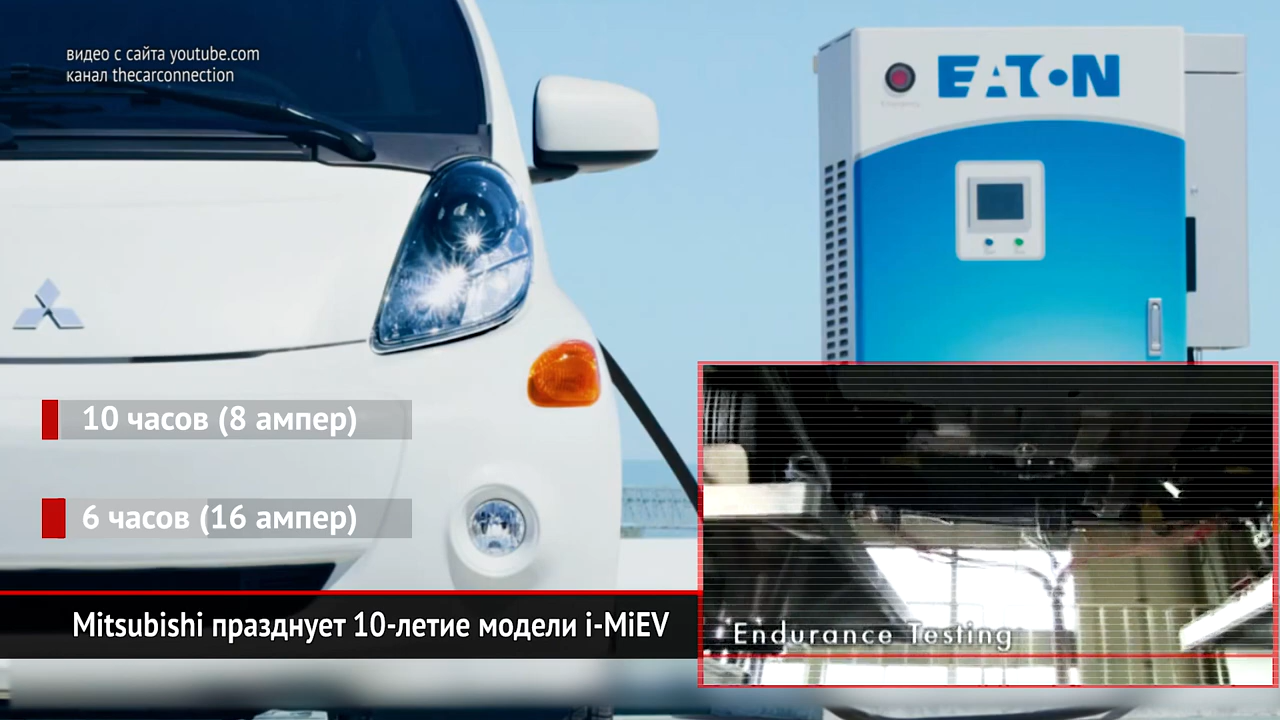 видео с сайта youtube.com
канал thecarconnection
EATON
10 часов (8 ампер)
6 часов (16 ампер)
Mitsubishi празднует 10-летие модели i-MiEV
Endurance Testing